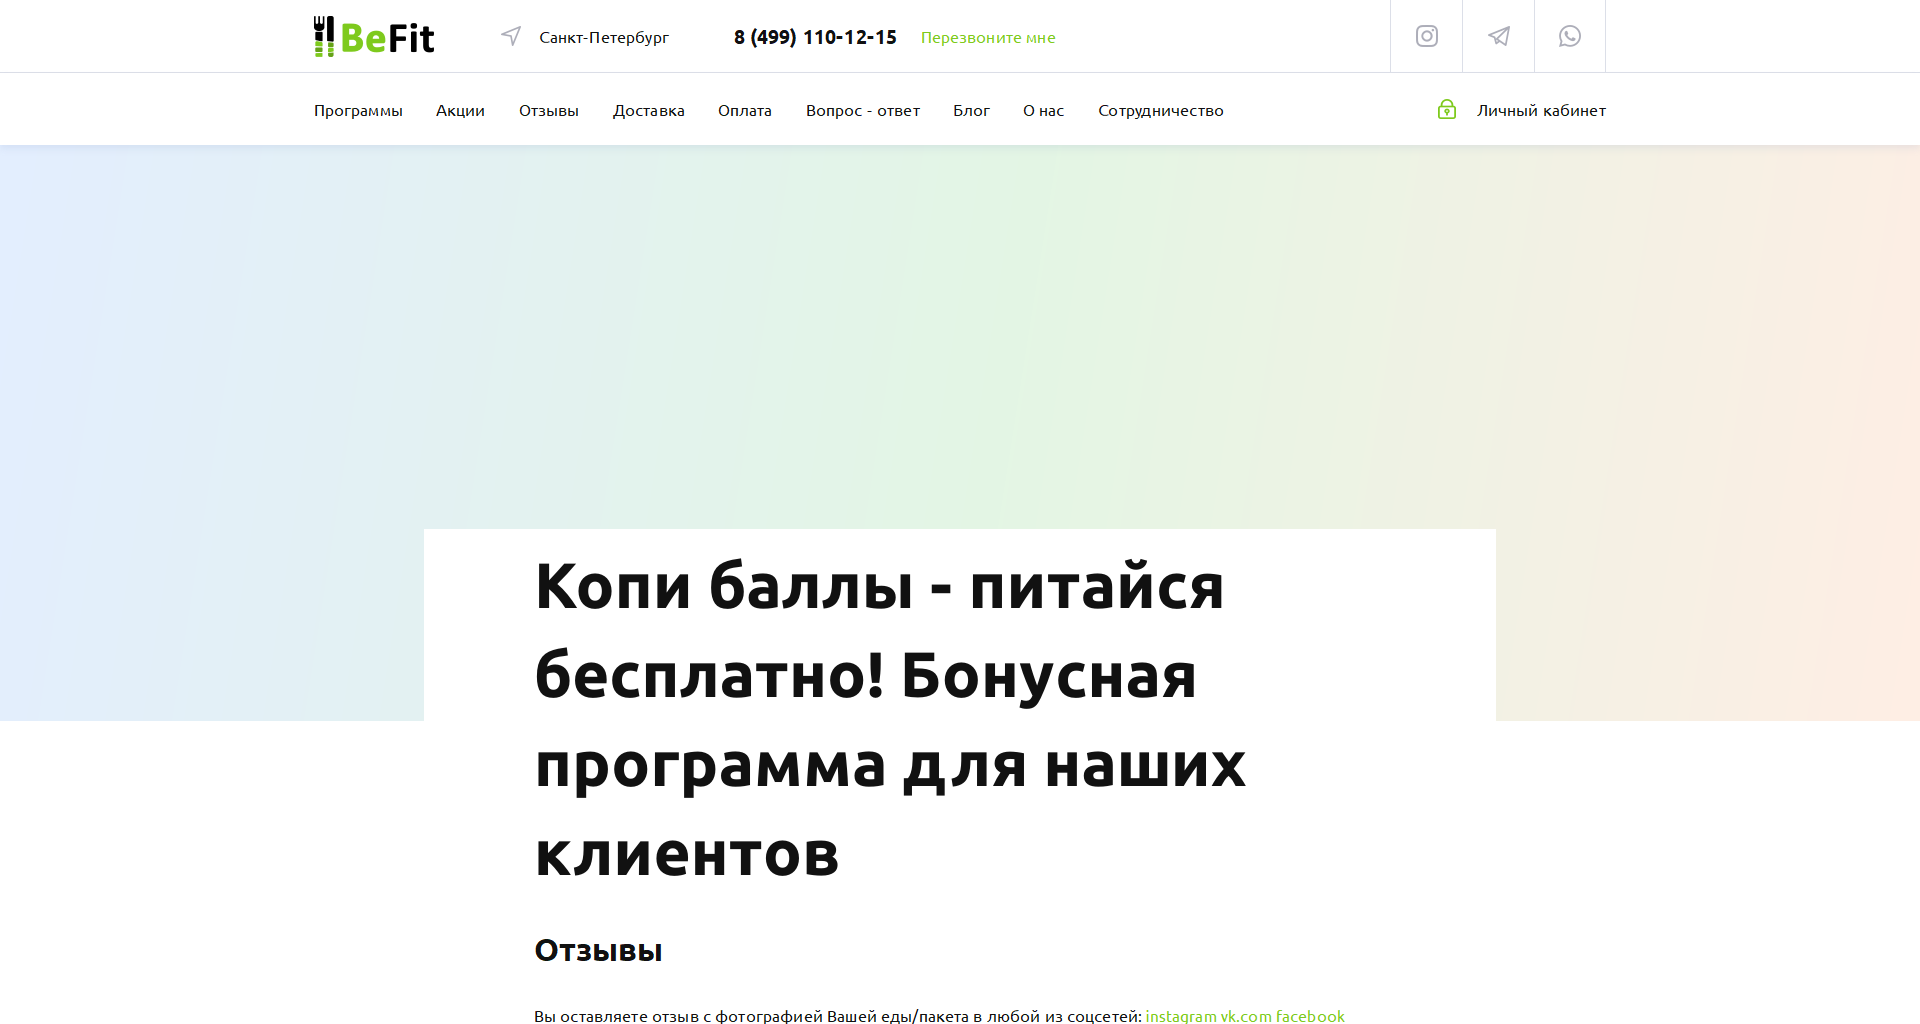 BeFit
Санкт-Петербург
8 (499) 110-12-15
Перезвоните мне
Программы
Акции
Отзывы
Доставка
Оплата
Вопрос - ответ
Блог
О нас
Сотрудничество
Личный кабинет
Копи баллы - питайся
бесплатно! Бонусная
программа для наших
клиентов
Отзывы
Вы оставляете отзыв с фотографией Вашей еды/пакета в любой из соцсетей: instagram vk.com facebook